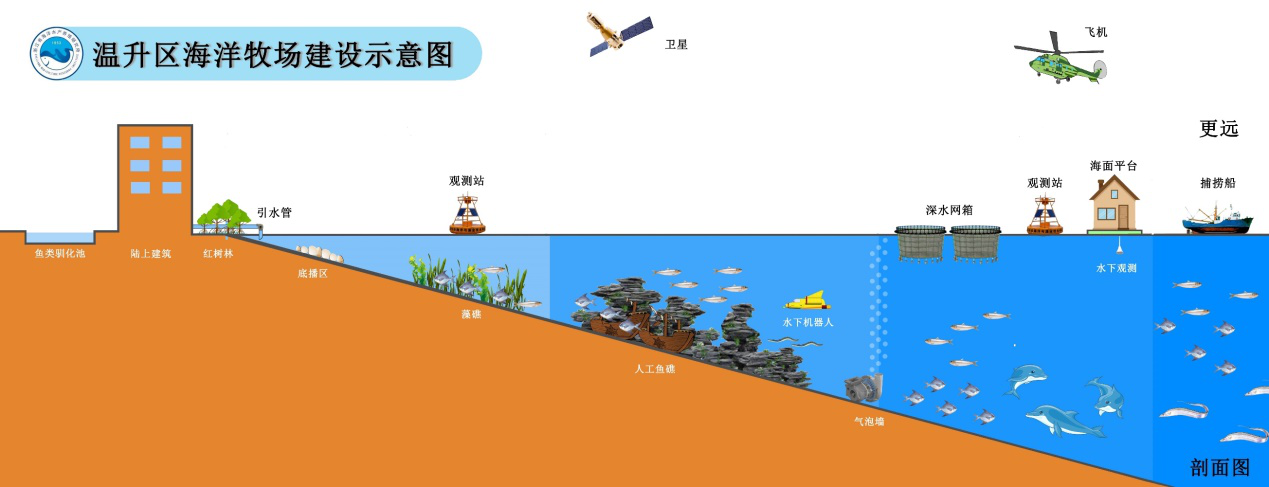 温升区海洋牧场建设示意图
卫星
飞机
更远
观测站
引水管
鱼类驯化池
陆上建筑
红树林
底播区
藻礁
人工鱼礁
水下机器人
气泡墙
深水网箱
观测站
海面平台
水下观测
捕捞船
剖面图